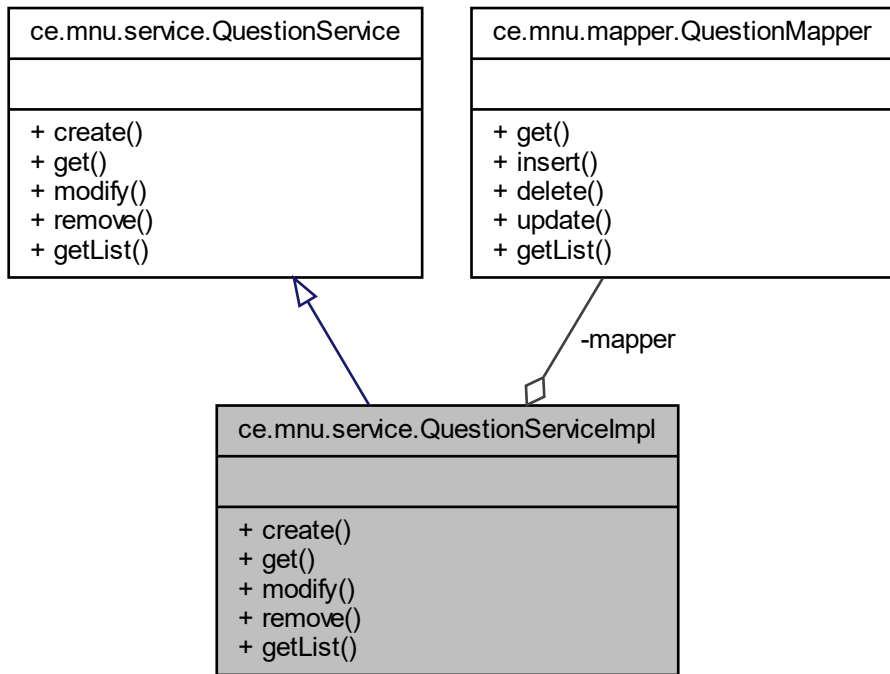 ce.mnu.service.QuestionService
+ create()
+ get()
+ modify()
+ remove()
+ getList()
ce.mnu.mapper.QuestionMapper
+ get()
+ insert()
+ delete()
+ update()
+ getList()
-mapper
ce.mnu.service.QuestionServiceImpl
+ create()
+ get()
+ modify()
+ remove()
+ getList()